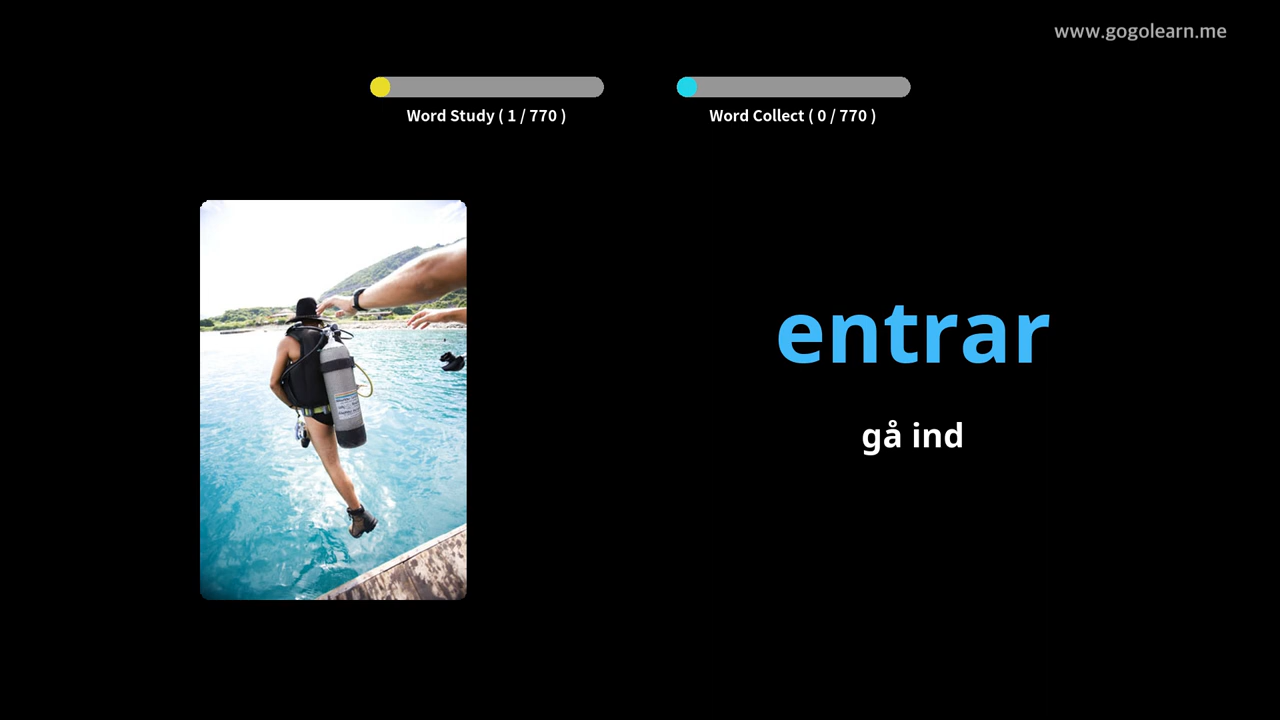 www.gogolearn.me
Word Study ( 1 / 770 )
Word Collect ( 0 / 770 )
entrar
gå ind